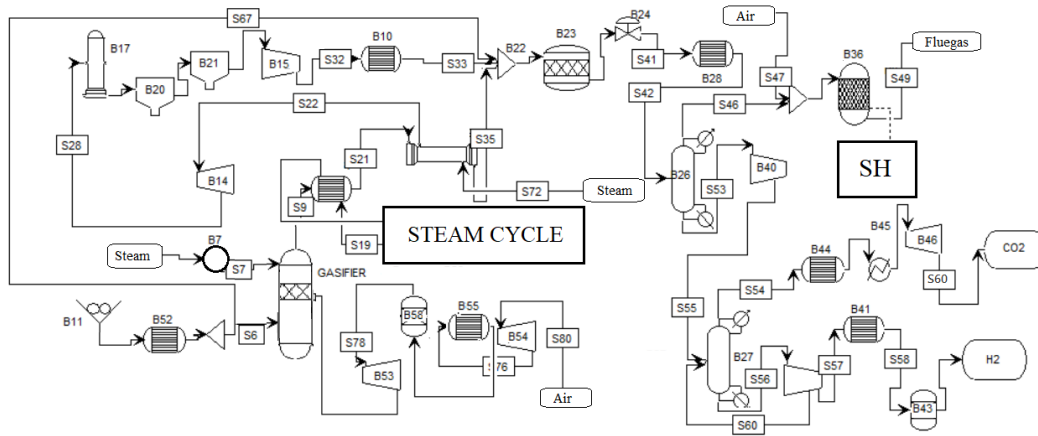 S67
B24
Air
Fluegas
B17
B21
B15
S32
B10
S33
B22
B23
S41
B28
S47
B36
S49
B20
S42
S46
S22
S35
S28
S21
B14
S9
S72
Steam
B26
S53
B40
SH
S19
STEAM CYCLE
B7
Steam
S7
GASIFIER
B44
B45
B46
CO2
S54
S60
B11
B52
S6
S78
B58
B55
B54
S80
S55
B41
B53
S76
Air
B27
S56
S57
S58
H2
S60
B43